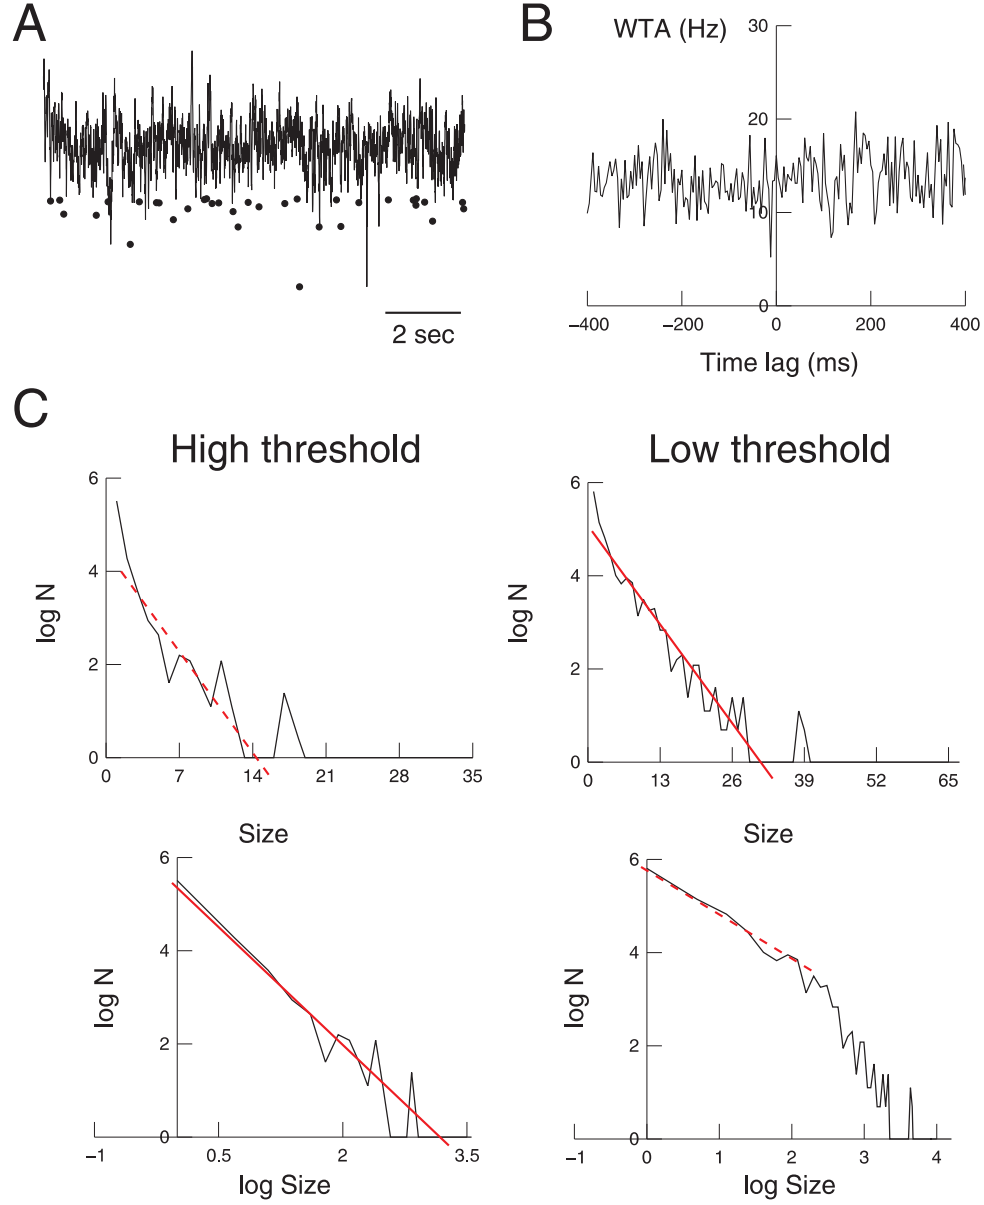 A
2 sec
B
WTA (Hz)
30
20
10
0
−400
−200
0
200
400
Time lag (ms)
C
High threshold
6
4
2
0
log N
0
7
14
21
28
35
Size
Low threshold
6
4
2
0
log N
0
13
26
39
52
65
Size
6
4
2
0
log N
−1
0.5
2
3.5
log Size
6
4
2
0
log N
−1
0
1
2
3
4
log Size